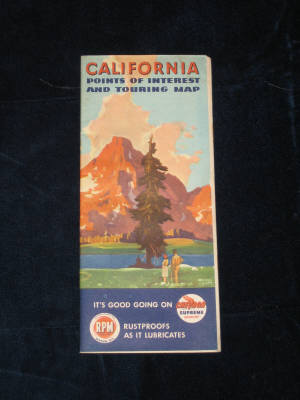 CALIFORNIA
POINTS OF INTEREST
AND TOURING MAP
IT'S GOOD GOING ON
SUPREME
RPM
RUSTPROOFS
AS IT LUBRICATES